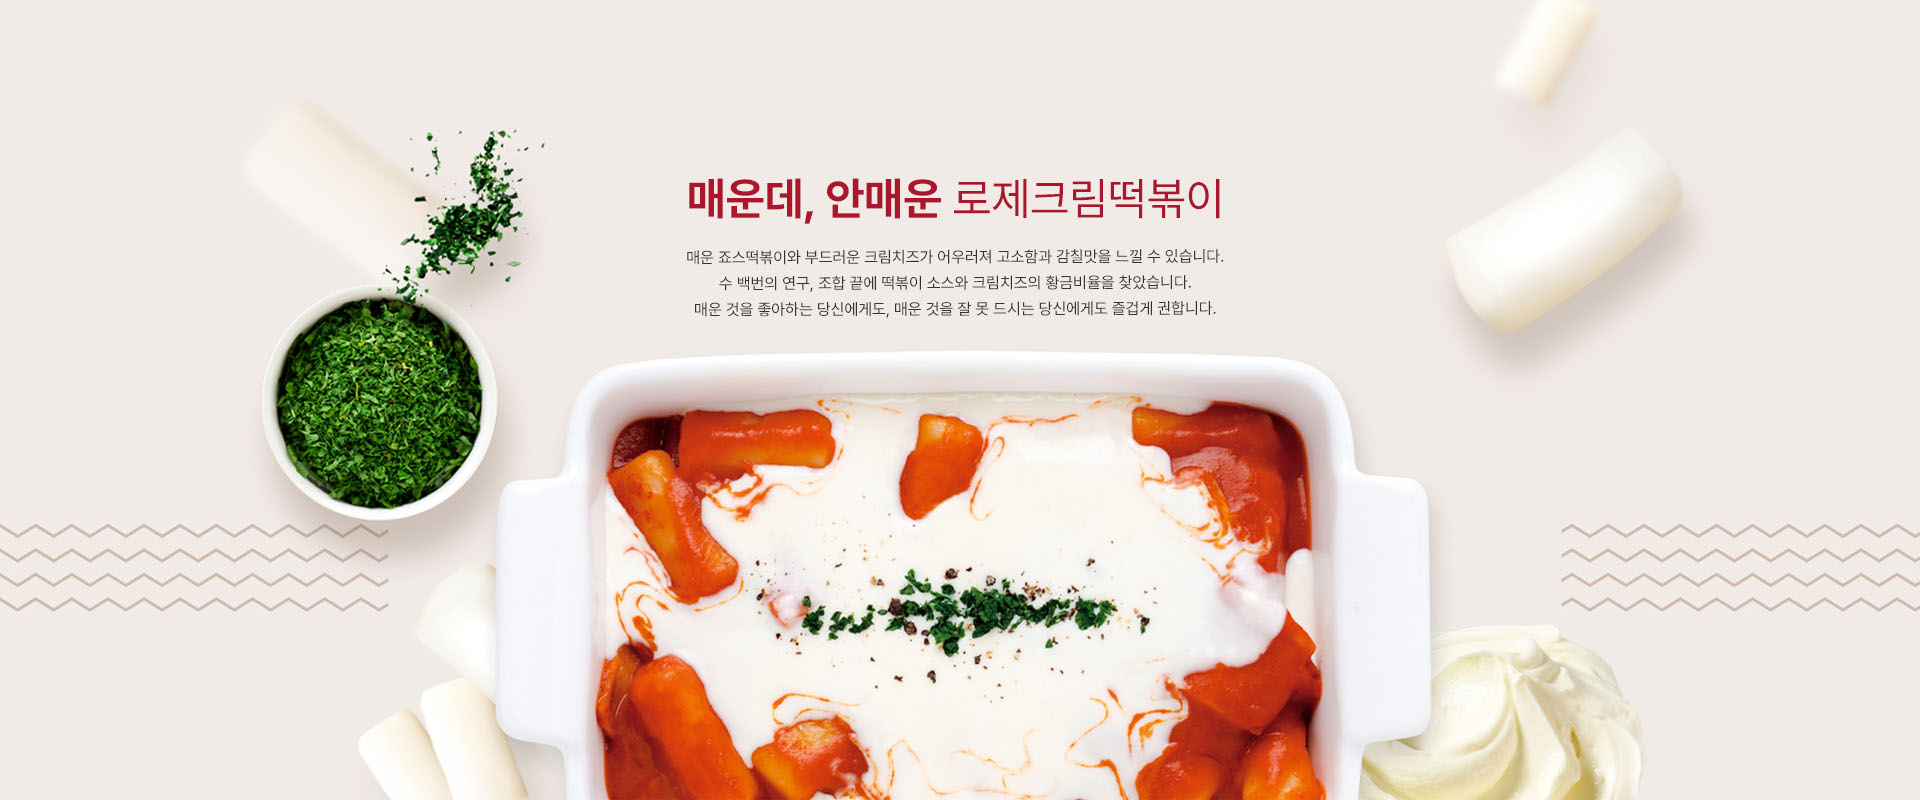 매운데, 안매운 로제크림떡볶이
매운 죠스떡볶이와 부드러운 크림치즈가 어우러져 고소함과 감칠맛을 느낄 수 있습니다.
수 백번의 연구, 조합 끝에 떡볶이 소스와 크림치즈의 황금비율을 찾았습니다.
매운 것을 좋아하는 당신에게도, 매운 것을 잘 못 드시는 당신에게도 즐겁게 권합니다.